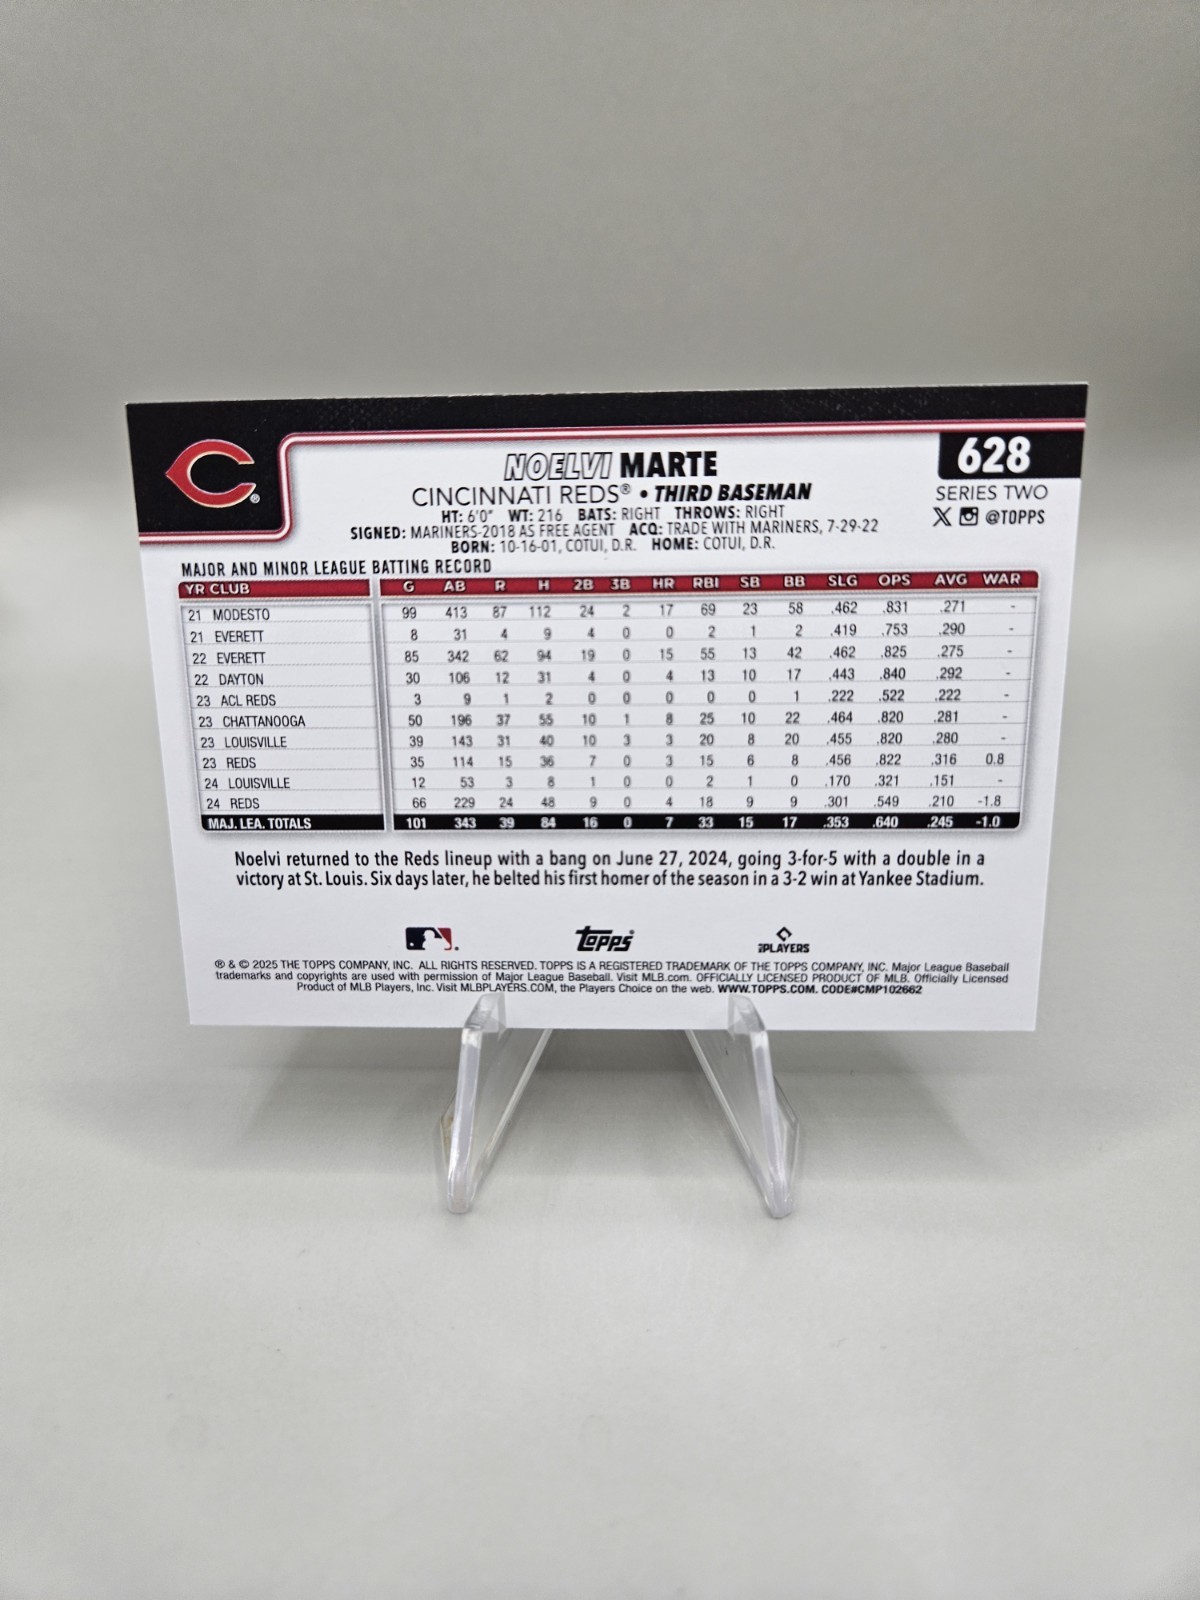 628
NOELVI MARTE
CINCINNATI REDS® • THIRD BASEMAN
SERIES TWO
HT: 6'0" WT: 216 BATS: RIGHT THROWS: RIGHT
@TOPPS
SIGNED: MARINERS-2018 AS FREE AGENT ACQ: TRADE WITH MARINERS, 7-29-22
BORN: 10-16-01, COTUI, D.R. HOME: COTUI, D.R.
MAJOR AND MINOR LEAGUE BATTING RECORD
YR CLUB G AB R H 2B 3B HR RBI SB BB SLG OPS AVG WAR
21 MODESTO 99 413 87 112 24 2 17 69 23 58 .462 .831 .271 -
21 EVERETT 8 31 4 9 4 0 0 2 1 2 .419 .753 .290 -
22 EVERETT 85 342 62 94 19 0 15 55 13 42 .462 .825 .275 -
22 DAYTON 30 106 12 31 4 0 4 13 10 17 .443 .840 .292 -
23 ACL REDS 3 9 1 2 0 0 0 0 0 1 .222 .522 .222 -
23 CHATTANOOGA 50 196 37 55 10 1 8 25 10 22 .464 .820 .281 -
23 LOUISVILLE 39 143 31 40 10 3 3 20 8 20 .455 .820 .280 -
23 REDS 35 114 15 36 7 0 3 15 6 8 .456 .822 .316 0.8
24 LOUISVILLE 12 53 3 8 1 0 0 2 1 0 .170 .321 .151 -
24 REDS 66 229 24 48 9 0 4 18 9 9 .301 .549 .210 -1.8
MAJ. LEA. TOTALS 101 343 39 84 16 0 7 33 15 17 .353 .640 .245 -1.0
Noelvi returned to the Reds lineup with a bang on June 27, 2024, going 3-for-5 with a double in a
victory at St. Louis. Six days later, he belted his first homer of the season in a 3-2 win at Yankee Stadium.
topps PLAYERS
® & © 2025 THE TOPPS COMPANY, INC. ALL RIGHTS RESERVED. TOPPS IS A REGISTERED TRADEMARK OF THE TOPPS COMPANY, INC. Major League Baseball
trademarks and copyrights are used with permission of Major League Baseball. Visit MLB.com. OFFICIALLY LICENSED PRODUCT OF MLB. Officially Licensed
Product of MLB Players, Inc. Visit MLBPLAYERS.COM, the Players Choice on the web. WWW.TOPPS.COM. CODE#CMP102662